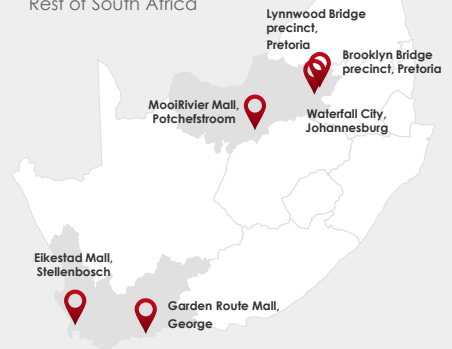 Rest of South Africa
Lynnwood Bridge
precinct,
Pretoria
Brooklyn Bridge
precinct, Pretoria
MooiRivier Mall,
Potchefstroom
Waterfall City,
Johannesburg
Eikestad Mall,
Stellenbosch
Garden Route Mall,
George